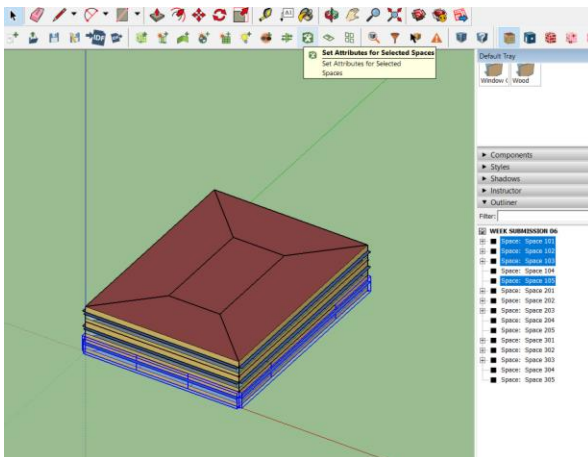 A1
IDF
Set Attributes for Selected Spaces
Set Attributes for Selected
Spaces
Default Tray
Window G Wood
Components
Styles
Shadows
Instructor
Outliner
Filter:
WEEK SUBMISSION 06
Space: Space 101
Space: Space 102
Space: Space 103
Space: Space 104
Space: Space 105
Space: Space 201
Space: Space 202
Space: Space 203
Space: Space 204
Space: Space 205
Space: Space 301
Space: Space 302
Space: Space 303
Space: Space 304
Space: Space 305